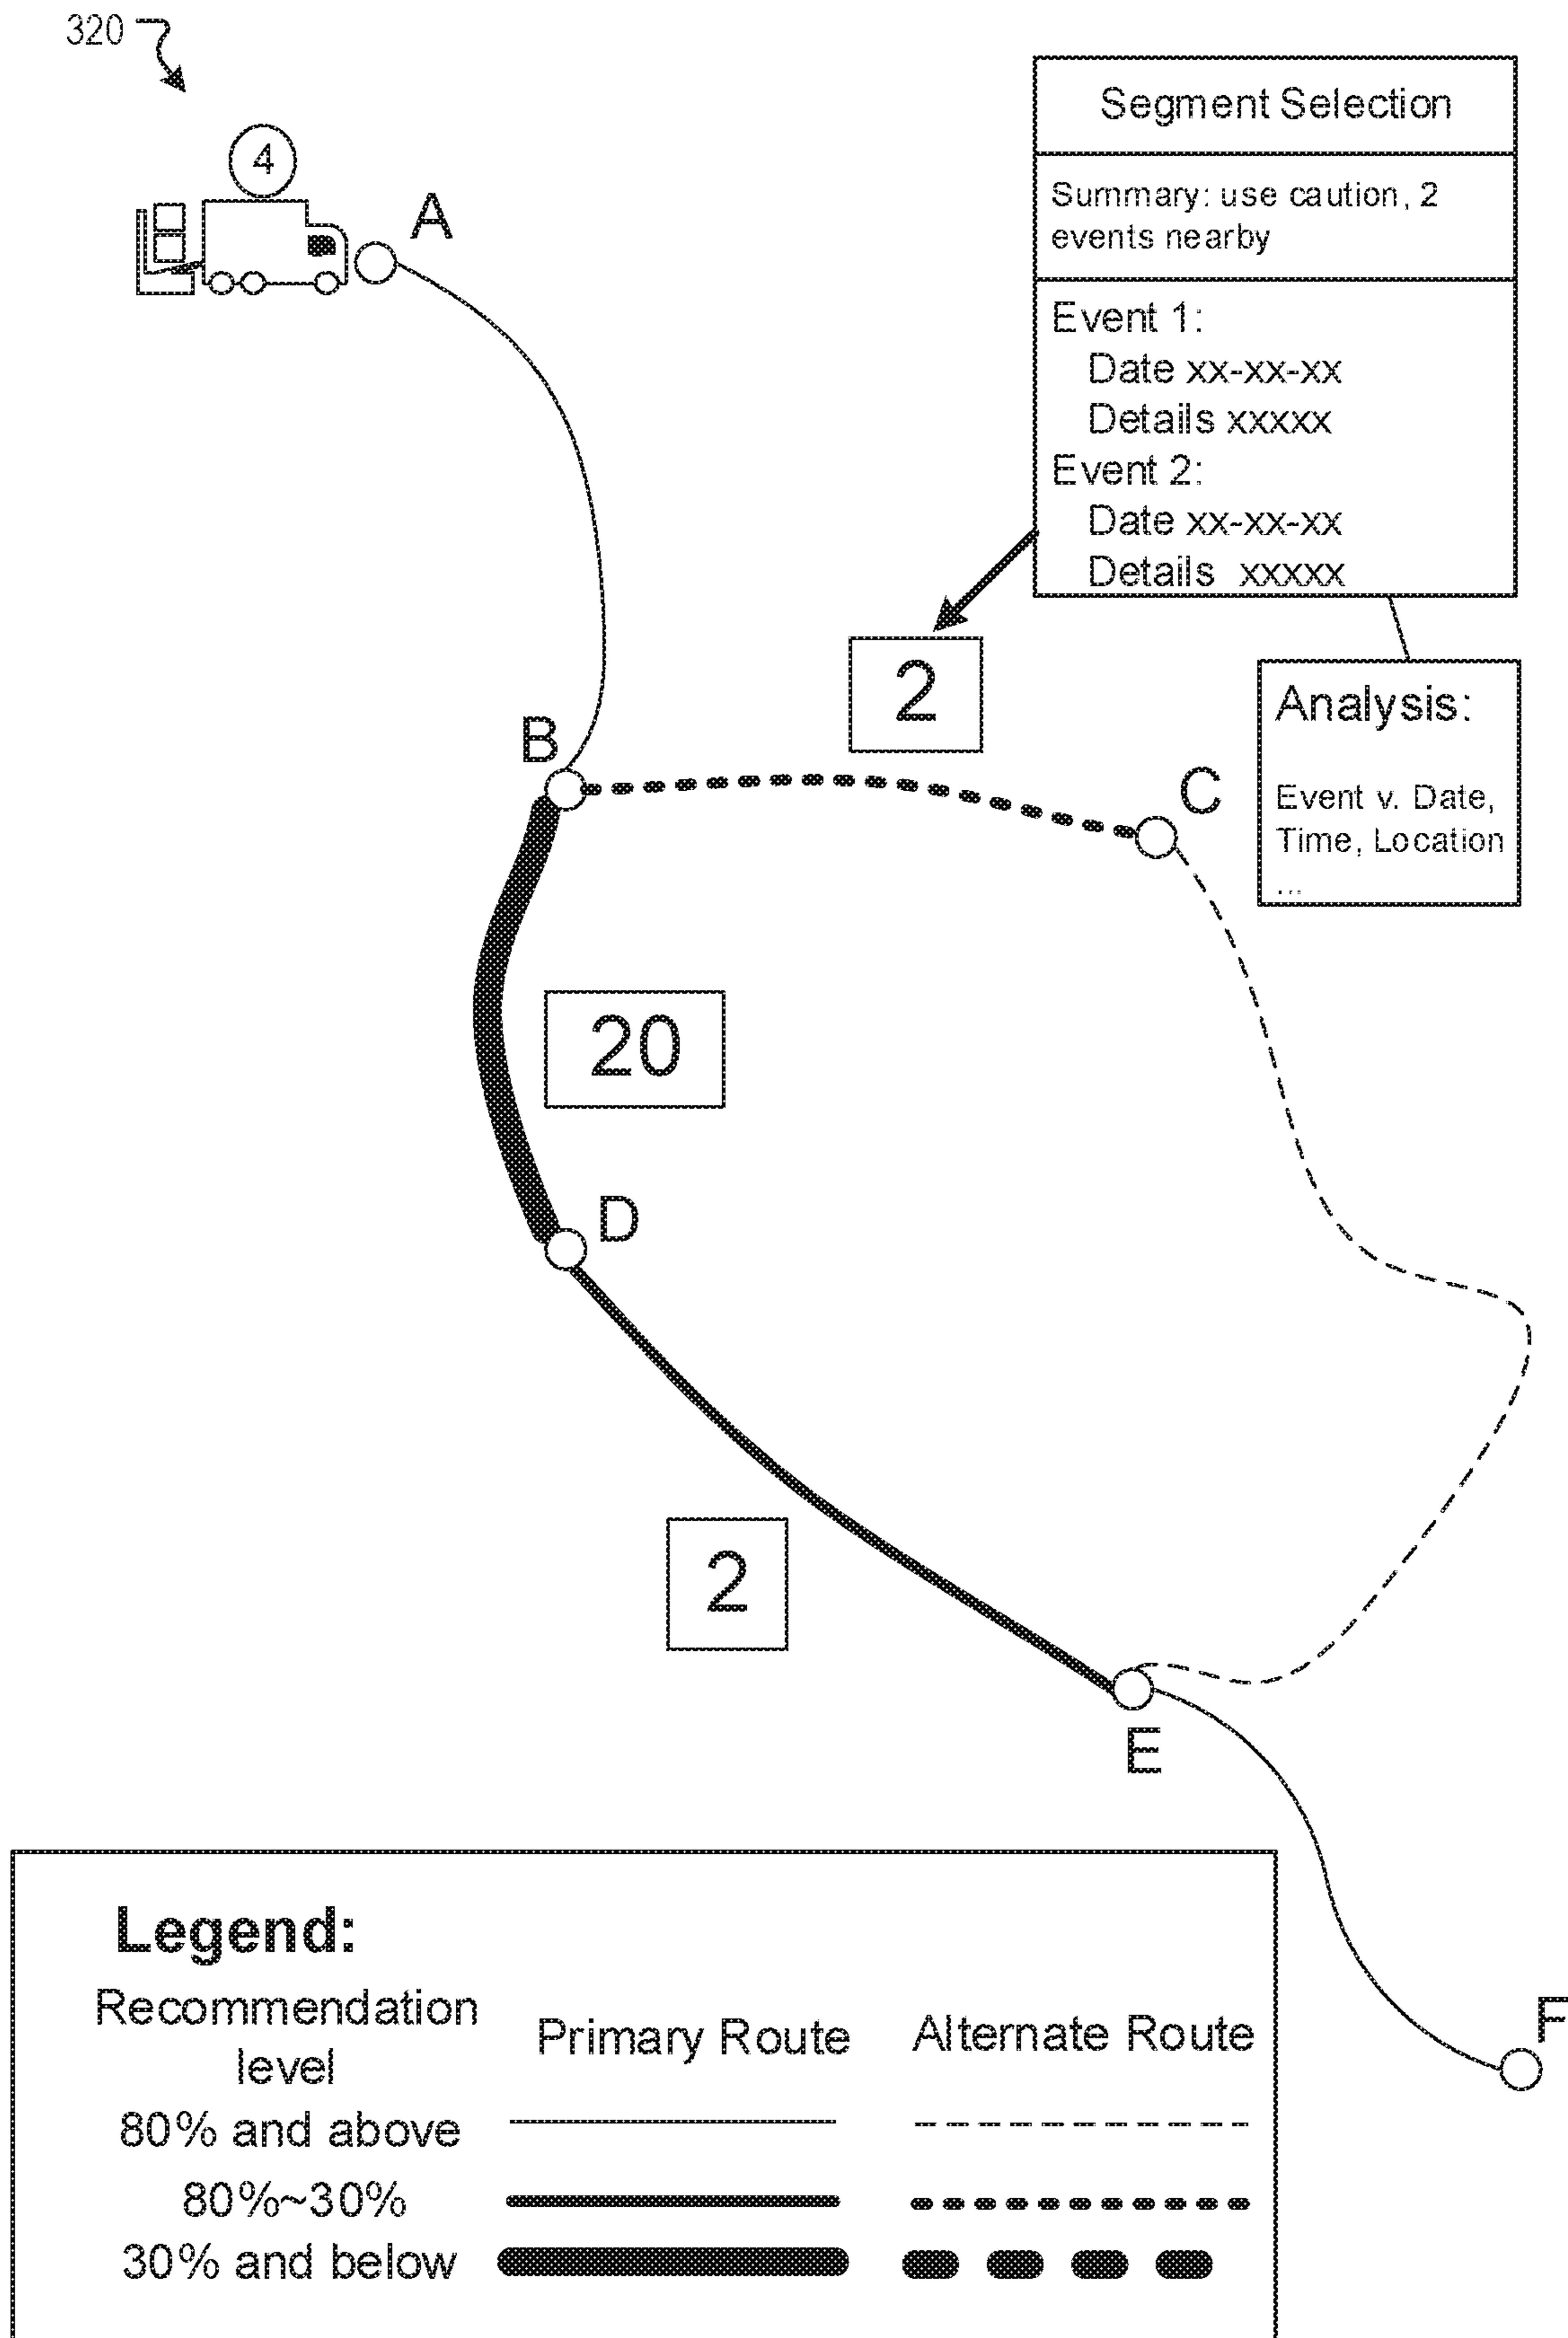 320
4
A
Segment Selection
Summary: use caution, 2
events nearby
Event 1:
Date xx-xx-xx
Details xxxxx
Event 2:
Date xx-xx-xx
Details xxxxx
2
Analysis:
Event v. Date,
Time, Location
...
B
C
20
D
2
E
F
Legend:
Recommendation
level
Primary Route
Alternate Route
80% and above
80%~30%
30% and below